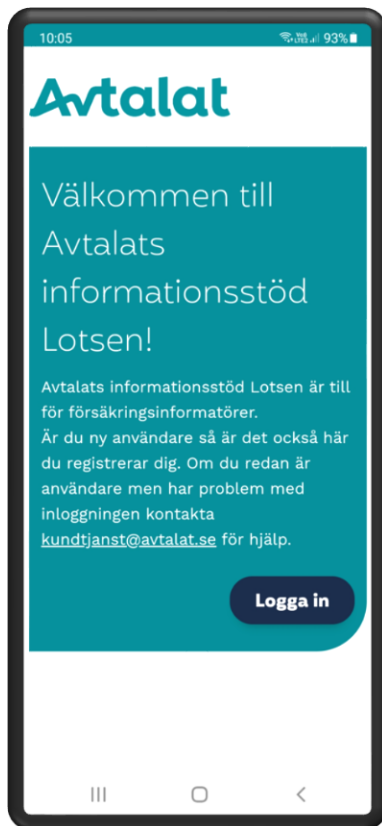 10:05
93%
Avtalat
Välkommen till
Avtalats
informationsstöd
Lotsen!
Avtalats informationsstöd Lotsen är till
för försäkringsinformatörer.
Är du ny användare så är det också här
du registrerar dig. Om du redan är
användare men har problem med
inloggningen kontakta
kundtjanst@avtalat.se för hjälp.
Logga in